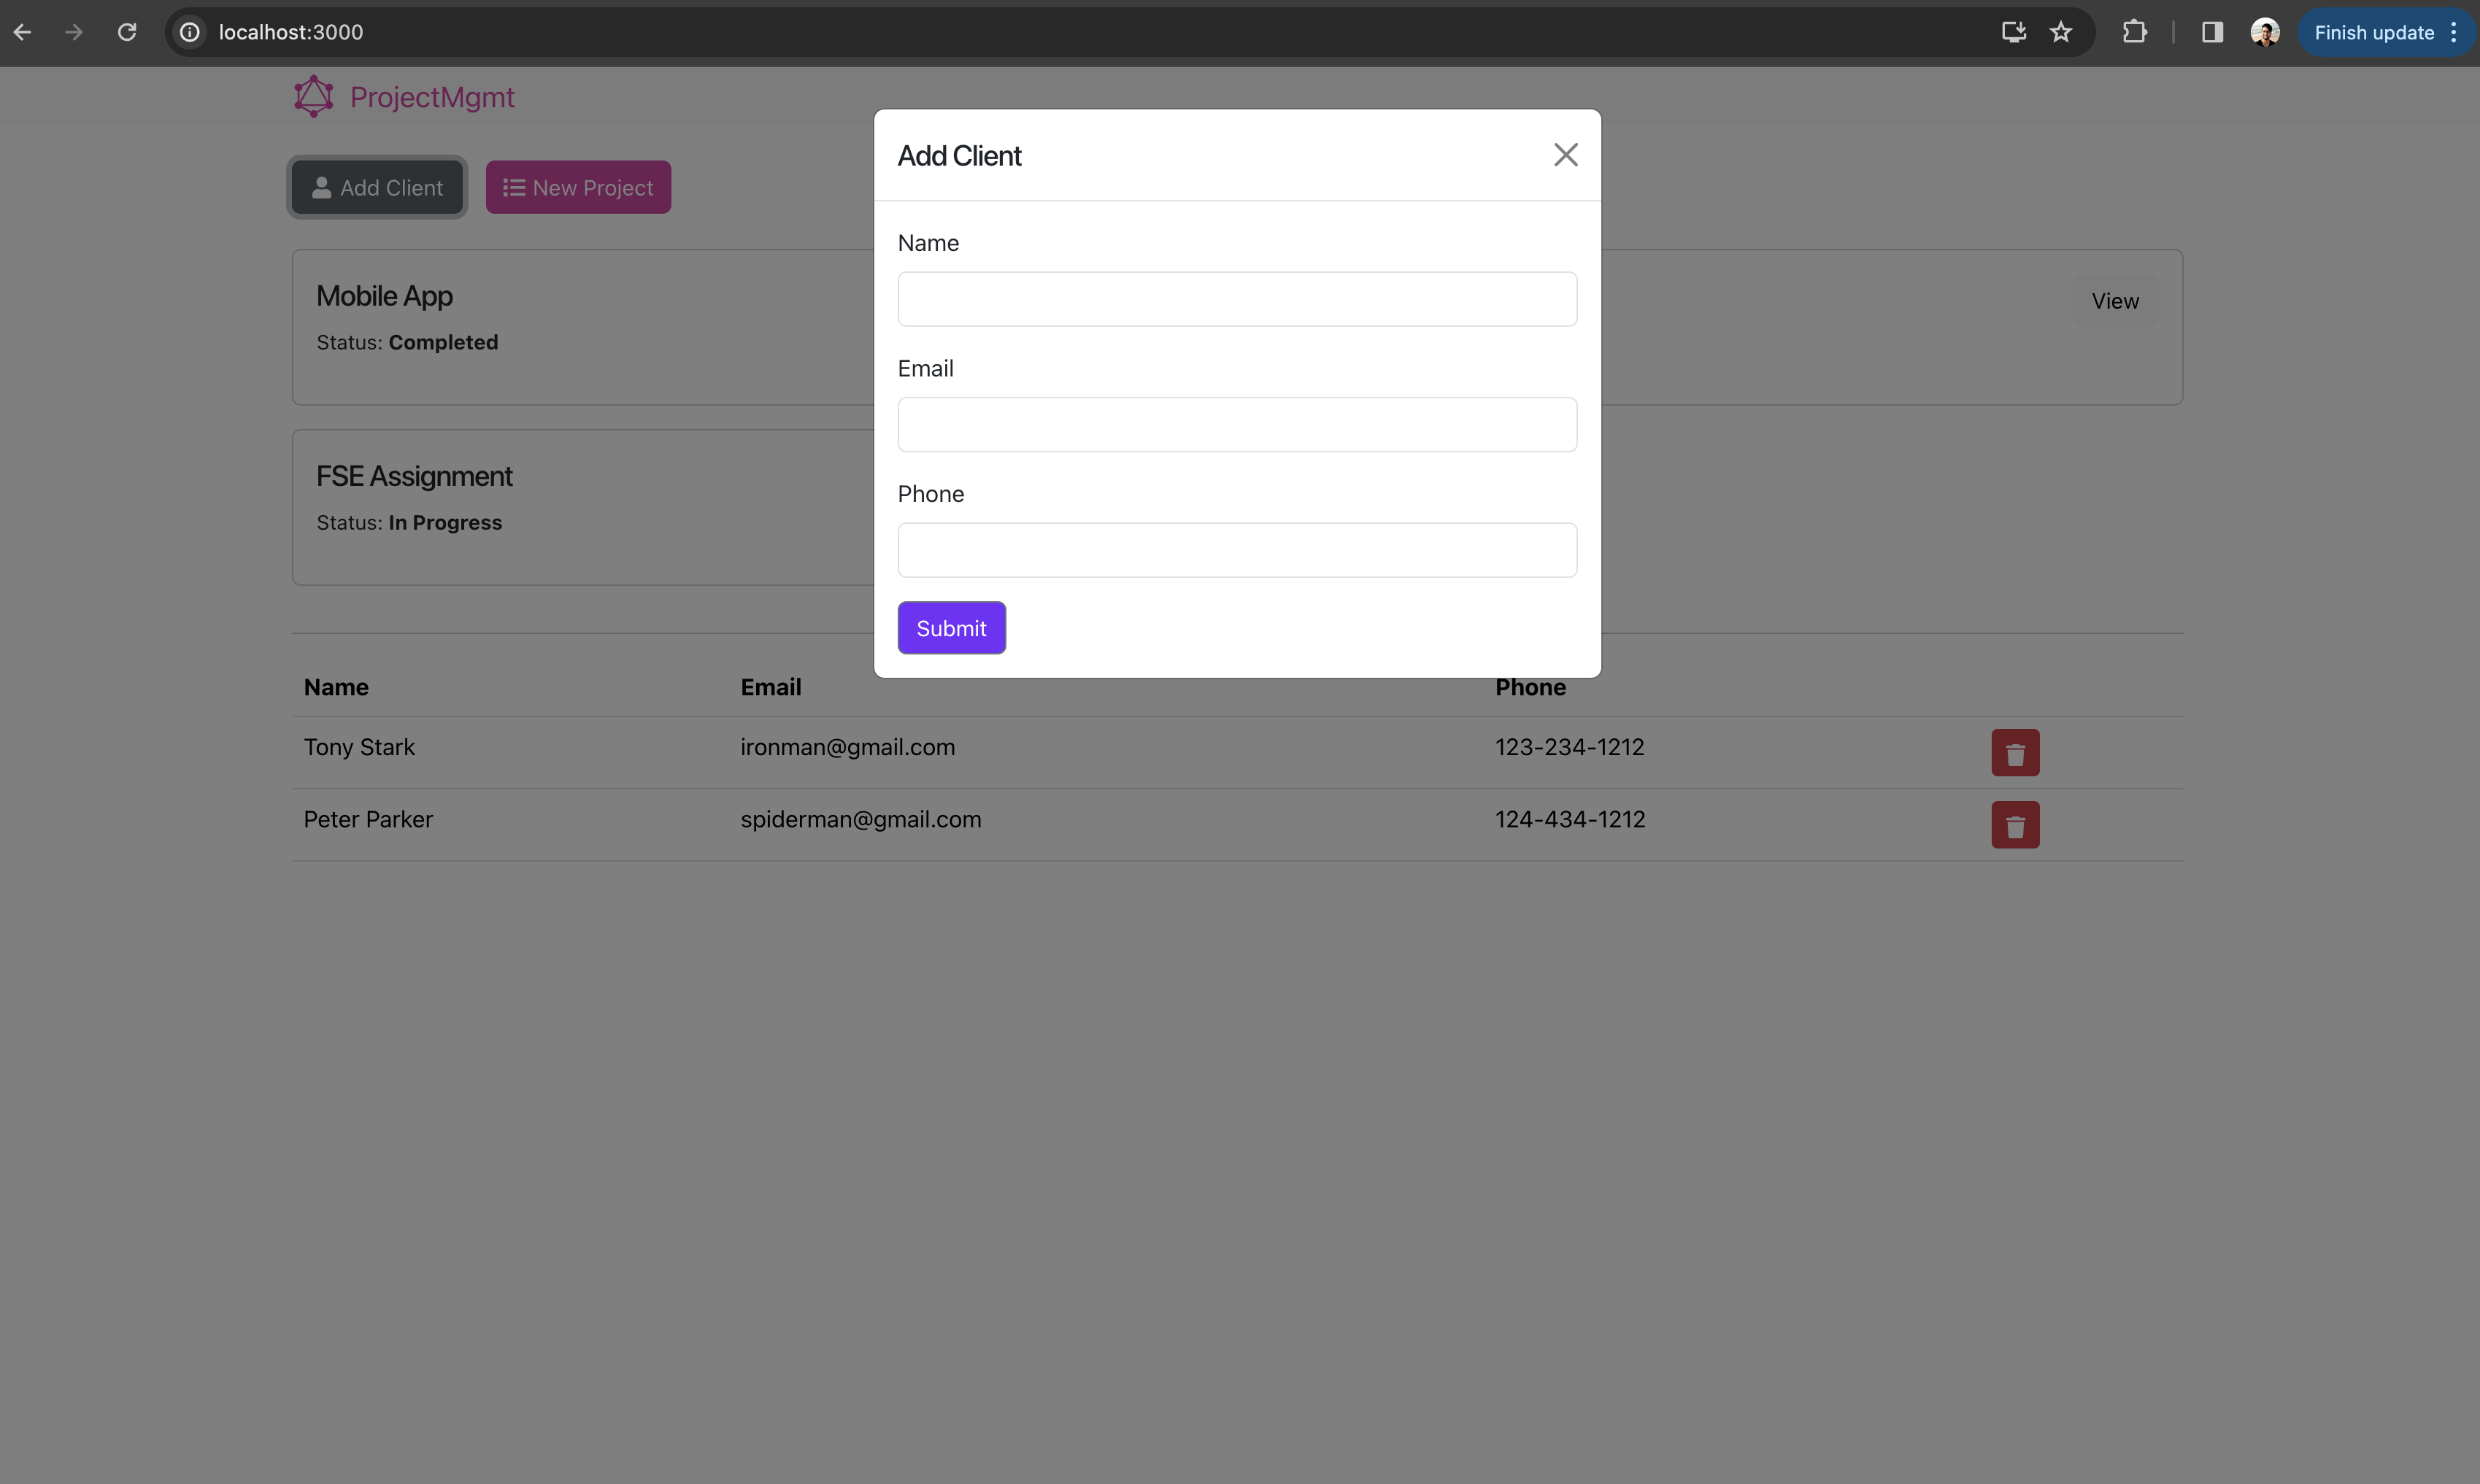 localhost:3000
Finish update
ProjectMgmt
Add Client
New Project
Mobile App
Status: Completed
View
FSE Assignment
Status: In Progress
Add Client
Name
Email
Phone
Submit
Name Email Phone
Tony Stark ironman@gmail.com 123-234-1212
Peter Parker spiderman@gmail.com 124-434-1212